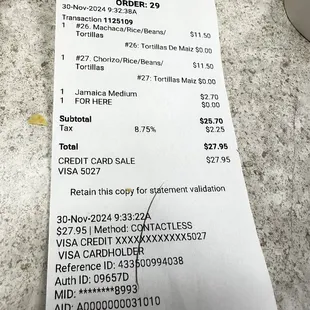 ORDER: 29
30-Nov-2024 9:32:38A
Transaction 1125109
1 #26. Machaca/Rice/Beans/ $11.50
Tortillas
#26: Tortillas De Maiz $0.00
1 #27. Chorizo/Rice/Beans/ $11.50
Tortillas
#27: Tortillas Maiz $0.00
1 Jamaica Medium $2.70
1 FOR HERE $0.00
Subtotal $25.70
Tax 8.75% $2.25
Total $27.95
CREDIT CARD SALE $27.95
VISA 5027
Retain this copy for statement validation
30-Nov-2024 9:33:22A
$27.95 | Method: CONTACTLESS
VISA CREDIT XXXXXXXXXXXX5027
VISA CARDHOLDER
Reference ID: 433500994038
Auth ID: 09657D
MID: ********8993
AID: A0000000031010